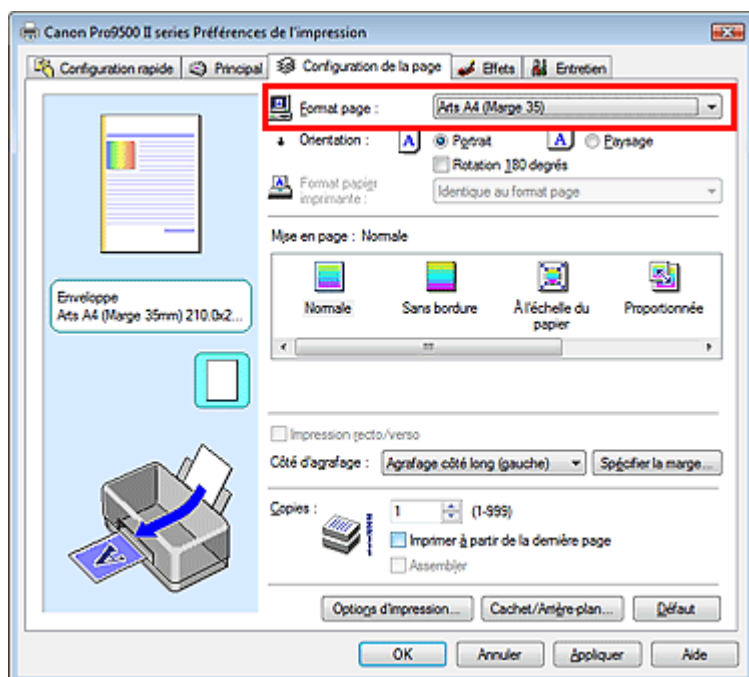 Canon Pro9500 II series Préférences de l'impression
Configuration rapide Principal Configuration de la page Effets Entretien
Format page : Arts A4 (Marge 35)
Orientation : A Portrait A Paysage
Rotation 180 degrés
Format papier
imprimante : Identique au format page
Mise en page : Normale
Normale Sans bordure À l'échelle du
papier Proportionnée
Enveloppe
Arts A4 (Marge 35mm) 210.0x2...
Impression recto/verso
Côté d'agrafage : Agrafage côté long (gauche) Spécifier la marge...
Copies : 1 (1-999)
Imprimer à partir de la dernière page
Assembler
Options d'impression... Cachet/Arrière-plan... Défaut
OK Annuler Appliquer Aide